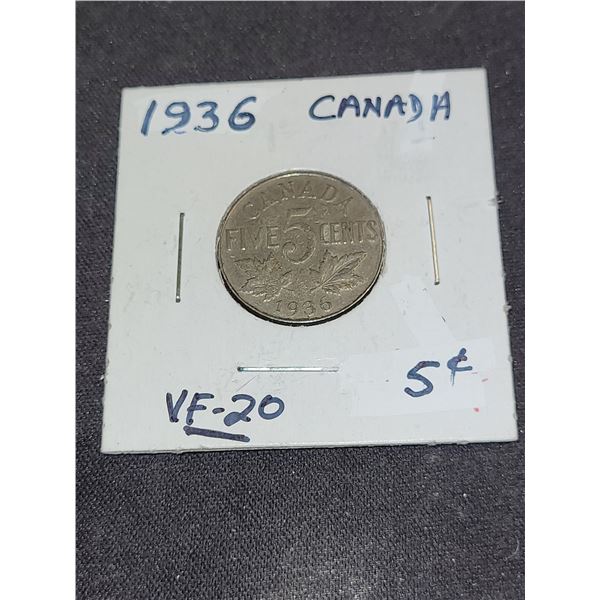 1936 CANADA
CANADA
FIVE 5 CENTS
1936
5¢
VF-20